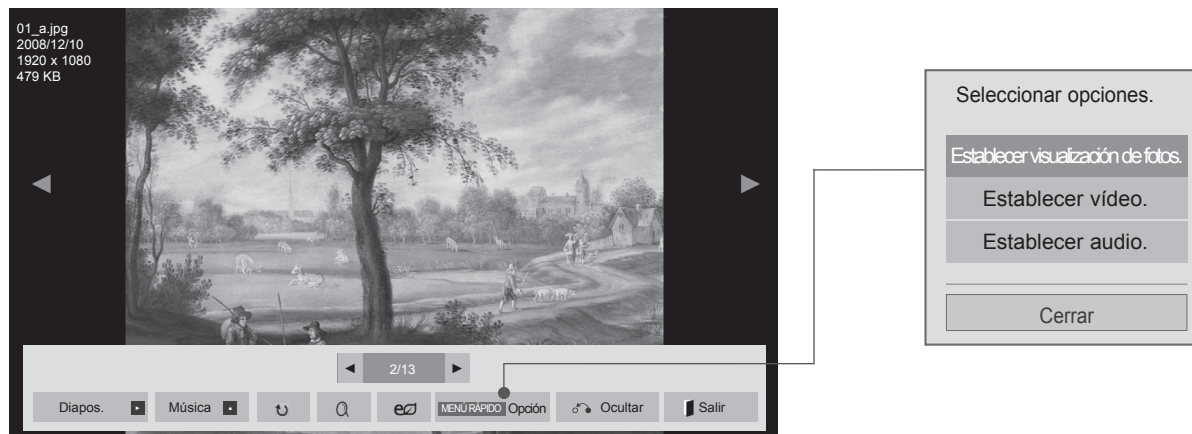 01_a.jpg
2008/12/10
1920 x 1080
479 KB
2/13
Diapos. Música MENÚ RÁPIDO Opción Ocultar Salir
Seleccionar opciones.
Establecer visualización de fotos.
Establecer vídeo.
Establecer audio.
Cerrar